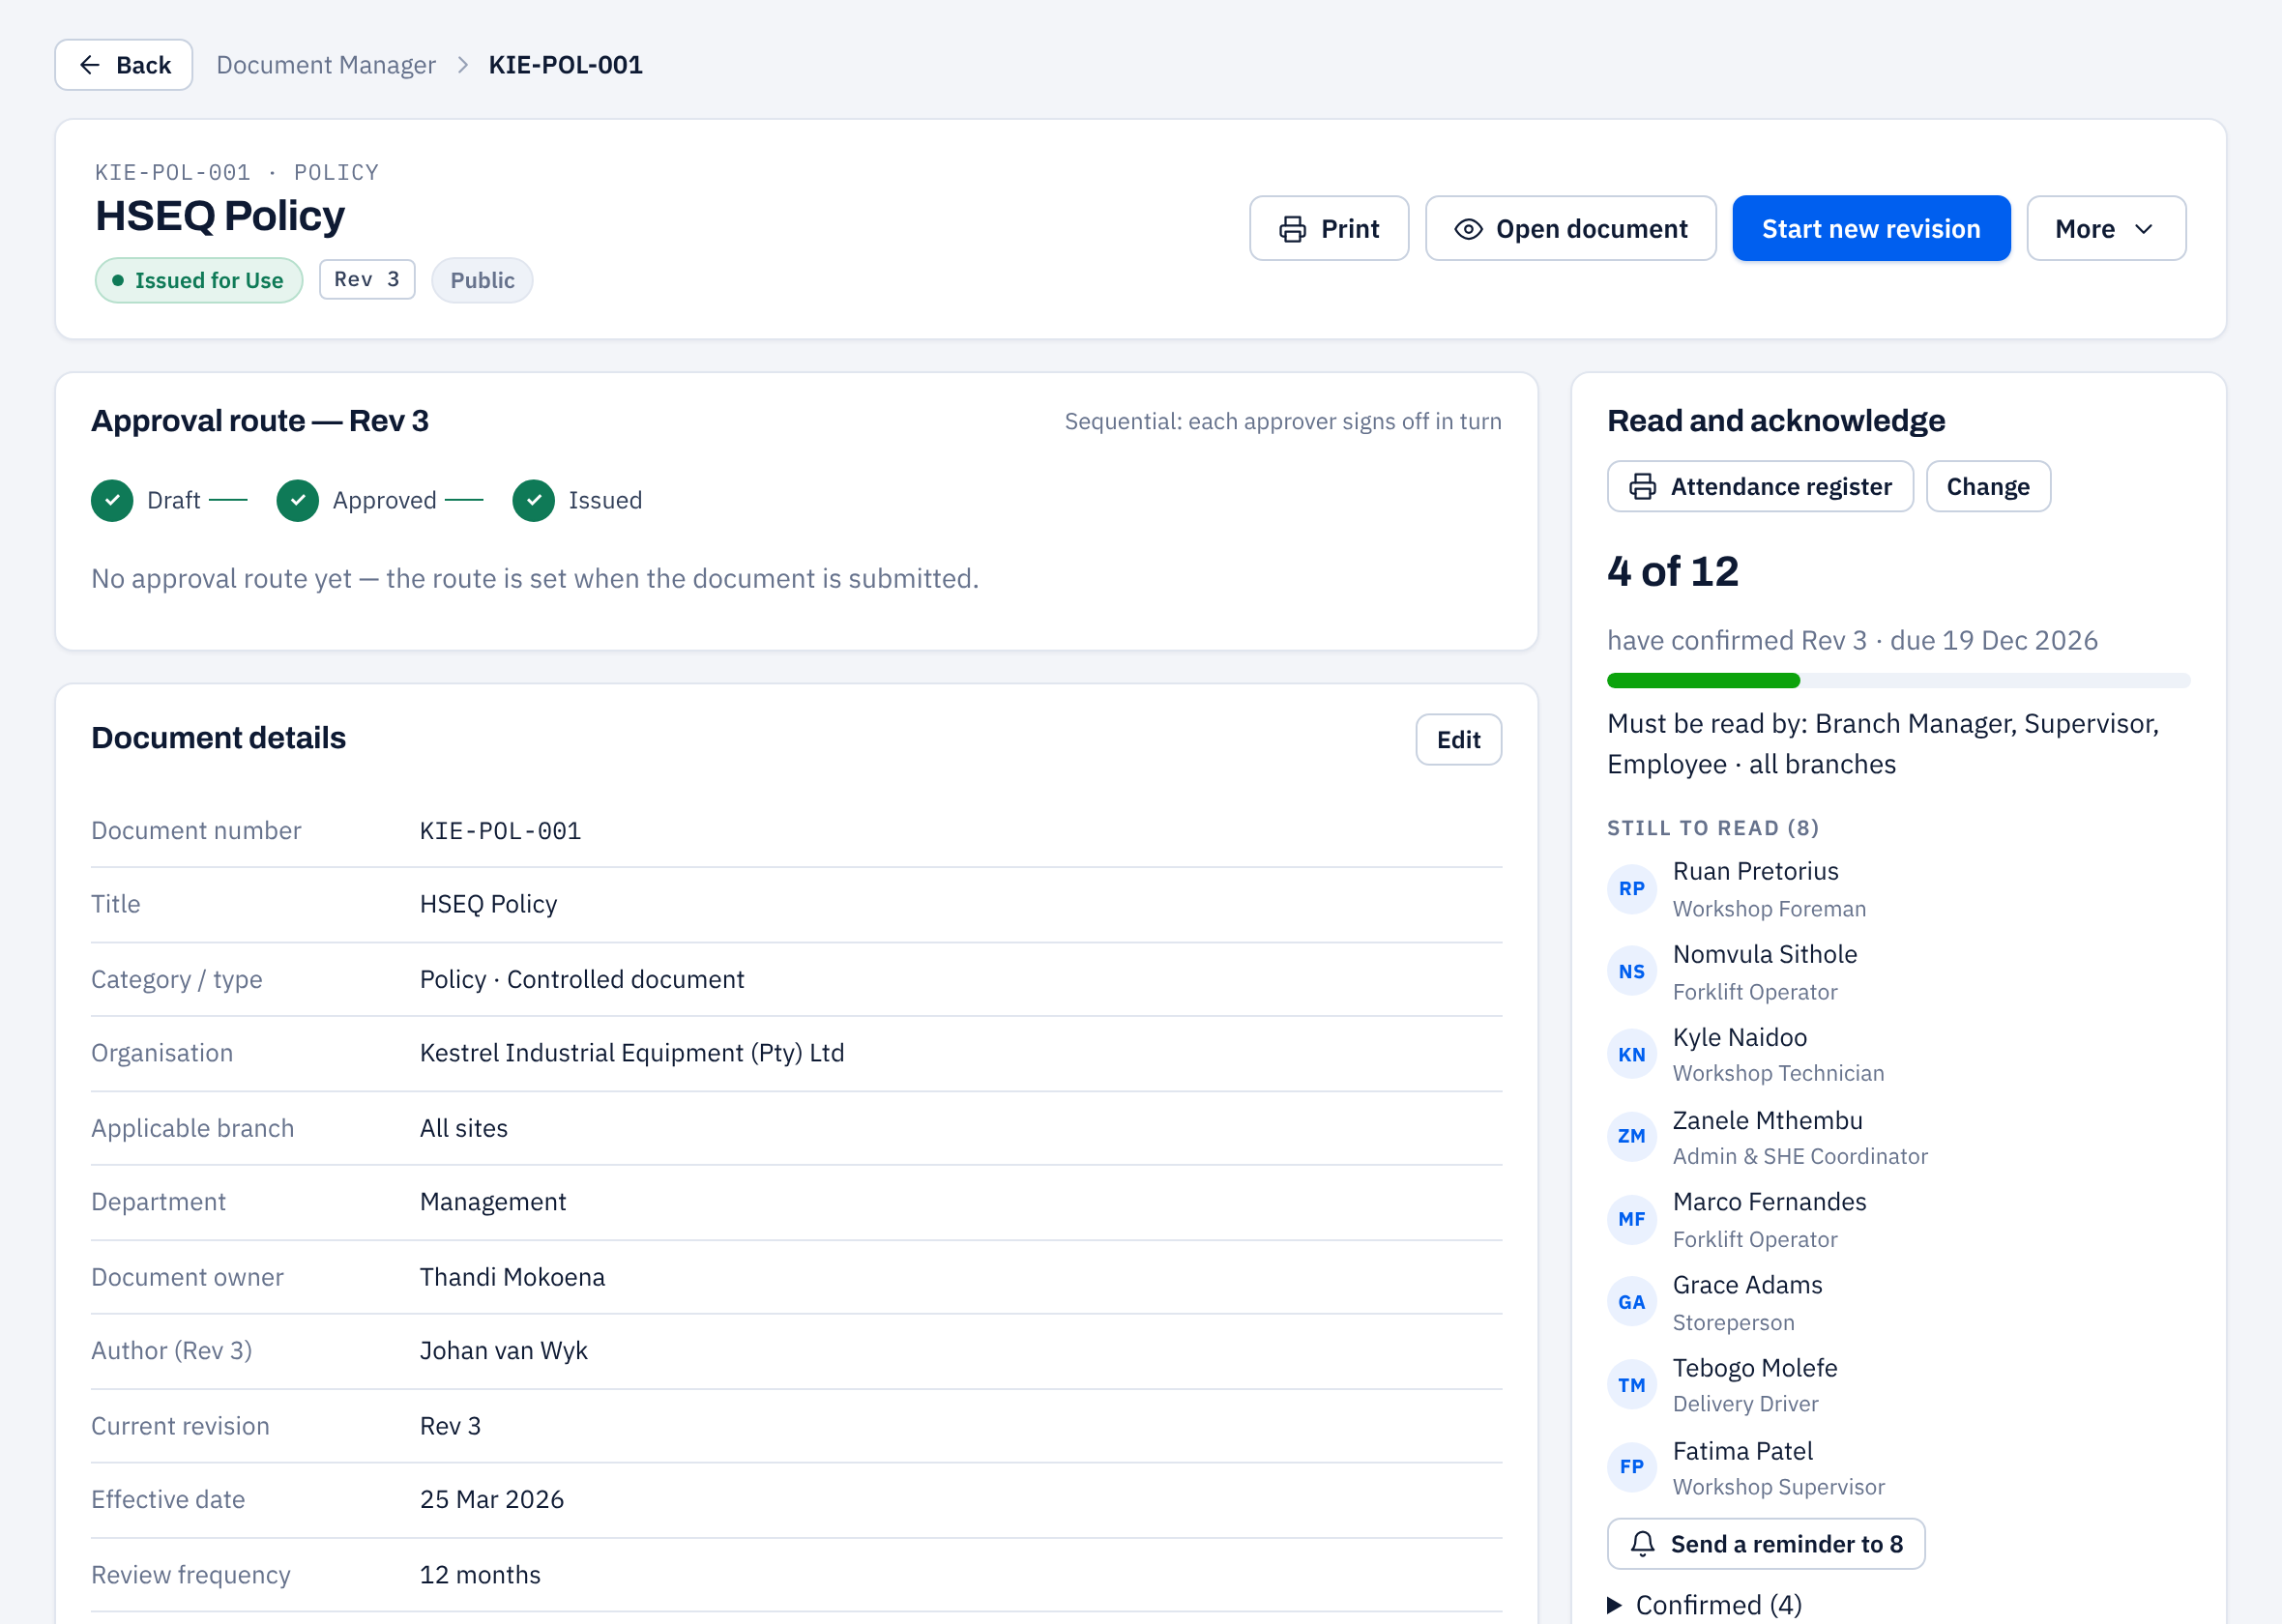 Back Document Manager KIE-POL-001
KIE-POL-001 · POLICY
HSEQ Policy
Issued for Use Rev 3 Public
Print Open document Start new revision More
Approval route — Rev 3
Sequential: each approver signs off in turn
Draft Approved Issued
No approval route yet — the route is set when the document is submitted.
Document details
Edit
Document number KIE-POL-001
Title HSEQ Policy
Category / type Policy · Controlled document
Organisation Kestrel Industrial Equipment (Pty) Ltd
Applicable branch All sites
Department Management
Document owner Thandi Mokoena
Author (Rev 3) Johan van Wyk
Current revision Rev 3
Effective date 25 Mar 2026
Review frequency 12 months
Read and acknowledge
Attendance register Change
4 of 12
have confirmed Rev 3 · due 19 Dec 2026
Must be read by: Branch Manager, Supervisor,
Employee · all branches
STILL TO READ (8)
RP Ruan Pretorius
Workshop Foreman
NS Nomvula Sithole
Forklift Operator
KN Kyle Naidoo
Workshop Technician
ZM Zanele Mthembu
Admin & SHE Coordinator
MF Marco Fernandes
Forklift Operator
GA Grace Adams
Storeperson
TM Tebogo Molefe
Delivery Driver
FP Fatima Patel
Workshop Supervisor
Send a reminder to 8
Confirmed (4)